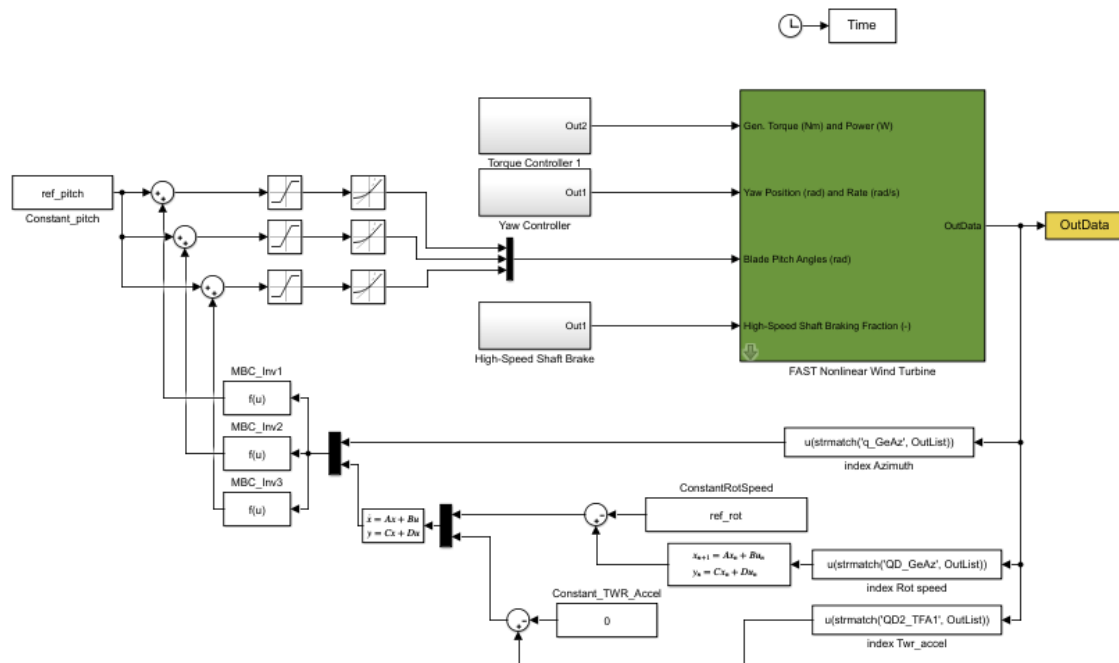 Time
Out2
Gen. Torque (Nm) and Power (W)
Torque Controller 1
ref_pitch
Constant_pitch
Out1
Yaw Position (rad) and Rate (rad/s)
Yaw Controller
OutData
OutData
Blade Pitch Angles (rad)
Out1
High-Speed Shaft Braking Fraction (-)
High-Speed Shaft Brake
FAST Nonlinear Wind Turbine
MBC_Inv1
f(u)
MBC_Inv2
f(u)
MBC_Inv3
f(u)
u(strmatch('q_GeAz', OutList))
index Azimuth
ConstantRotSpeed
ref_rot
ẋ = Ax + Bu
y = Cx + Du
xₙ₊₁ = Axₙ + Buₙ
yₙ = Cxₙ + Duₙ
u(strmatch('QD_GeAz', OutList))
index Rot speed
Constant_TWR_Accel
0
u(strmatch('QD2_TFA1', OutList))
index Twr_accel